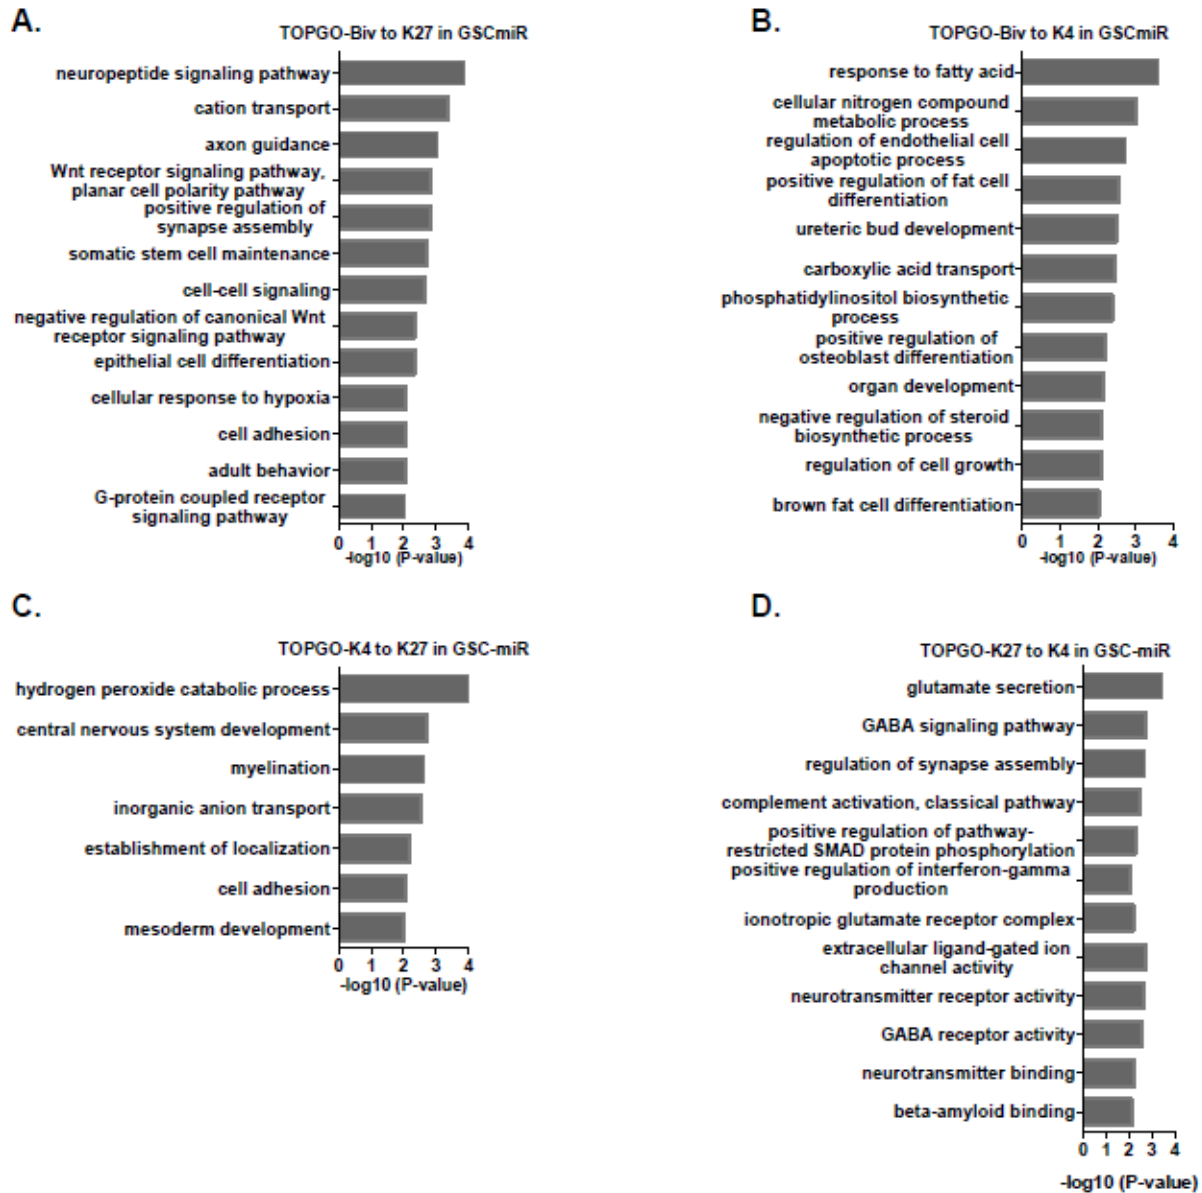 A.
TOPGO-Biv to K27 in GSCmiR
neuropeptide signaling pathway
cation transport
axon guidance
Wnt receptor signaling pathway,
planar cell polarity pathway
positive regulation of
synapse assembly
somatic stem cell maintenance
cell-cell signaling
negative regulation of canonical Wnt
receptor signaling pathway
epithelial cell differentiation
cellular response to hypoxia
cell adhesion
adult behavior
G-protein coupled receptor
signaling pathway
0 1 2 3 4
-log10 (P-value)
B.
TOPGO-Biv to K4 in GSCmiR
response to fatty acid
cellular nitrogen compound
metabolic process
regulation of endothelial cell
apoptotic process
positive regulation of fat cell
differentiation
ureteric bud development
carboxylic acid transport
phosphatidylinositol biosynthetic
process
positive regulation of
osteoblast differentiation
organ development
negative regulation of steroid
biosynthetic process
regulation of cell growth
brown fat cell differentiation
0 1 2 3 4
-log10 (P-value)
C.
TOPGO-K4 to K27 in GSC-miR
hydrogen peroxide catabolic process
central nervous system development
myelination
inorganic anion transport
establishment of localization
cell adhesion
mesoderm development
0 1 2 3 4
-log10 (P-value)
D.
TOPGO-K27 to K4 in GSC-miR
glutamate secretion
GABA signaling pathway
regulation of synapse assembly
complement activation, classical pathway
positive regulation of pathway-
restricted SMAD protein phosphorylation
positive regulation of interferon-gamma
production
ionotropic glutamate receptor complex
extracellular ligand-gated ion
channel activity
neurotransmitter receptor activity
GABA receptor activity
neurotransmitter binding
beta-amyloid binding
0 1 2 3 4
-log10 (P-value)